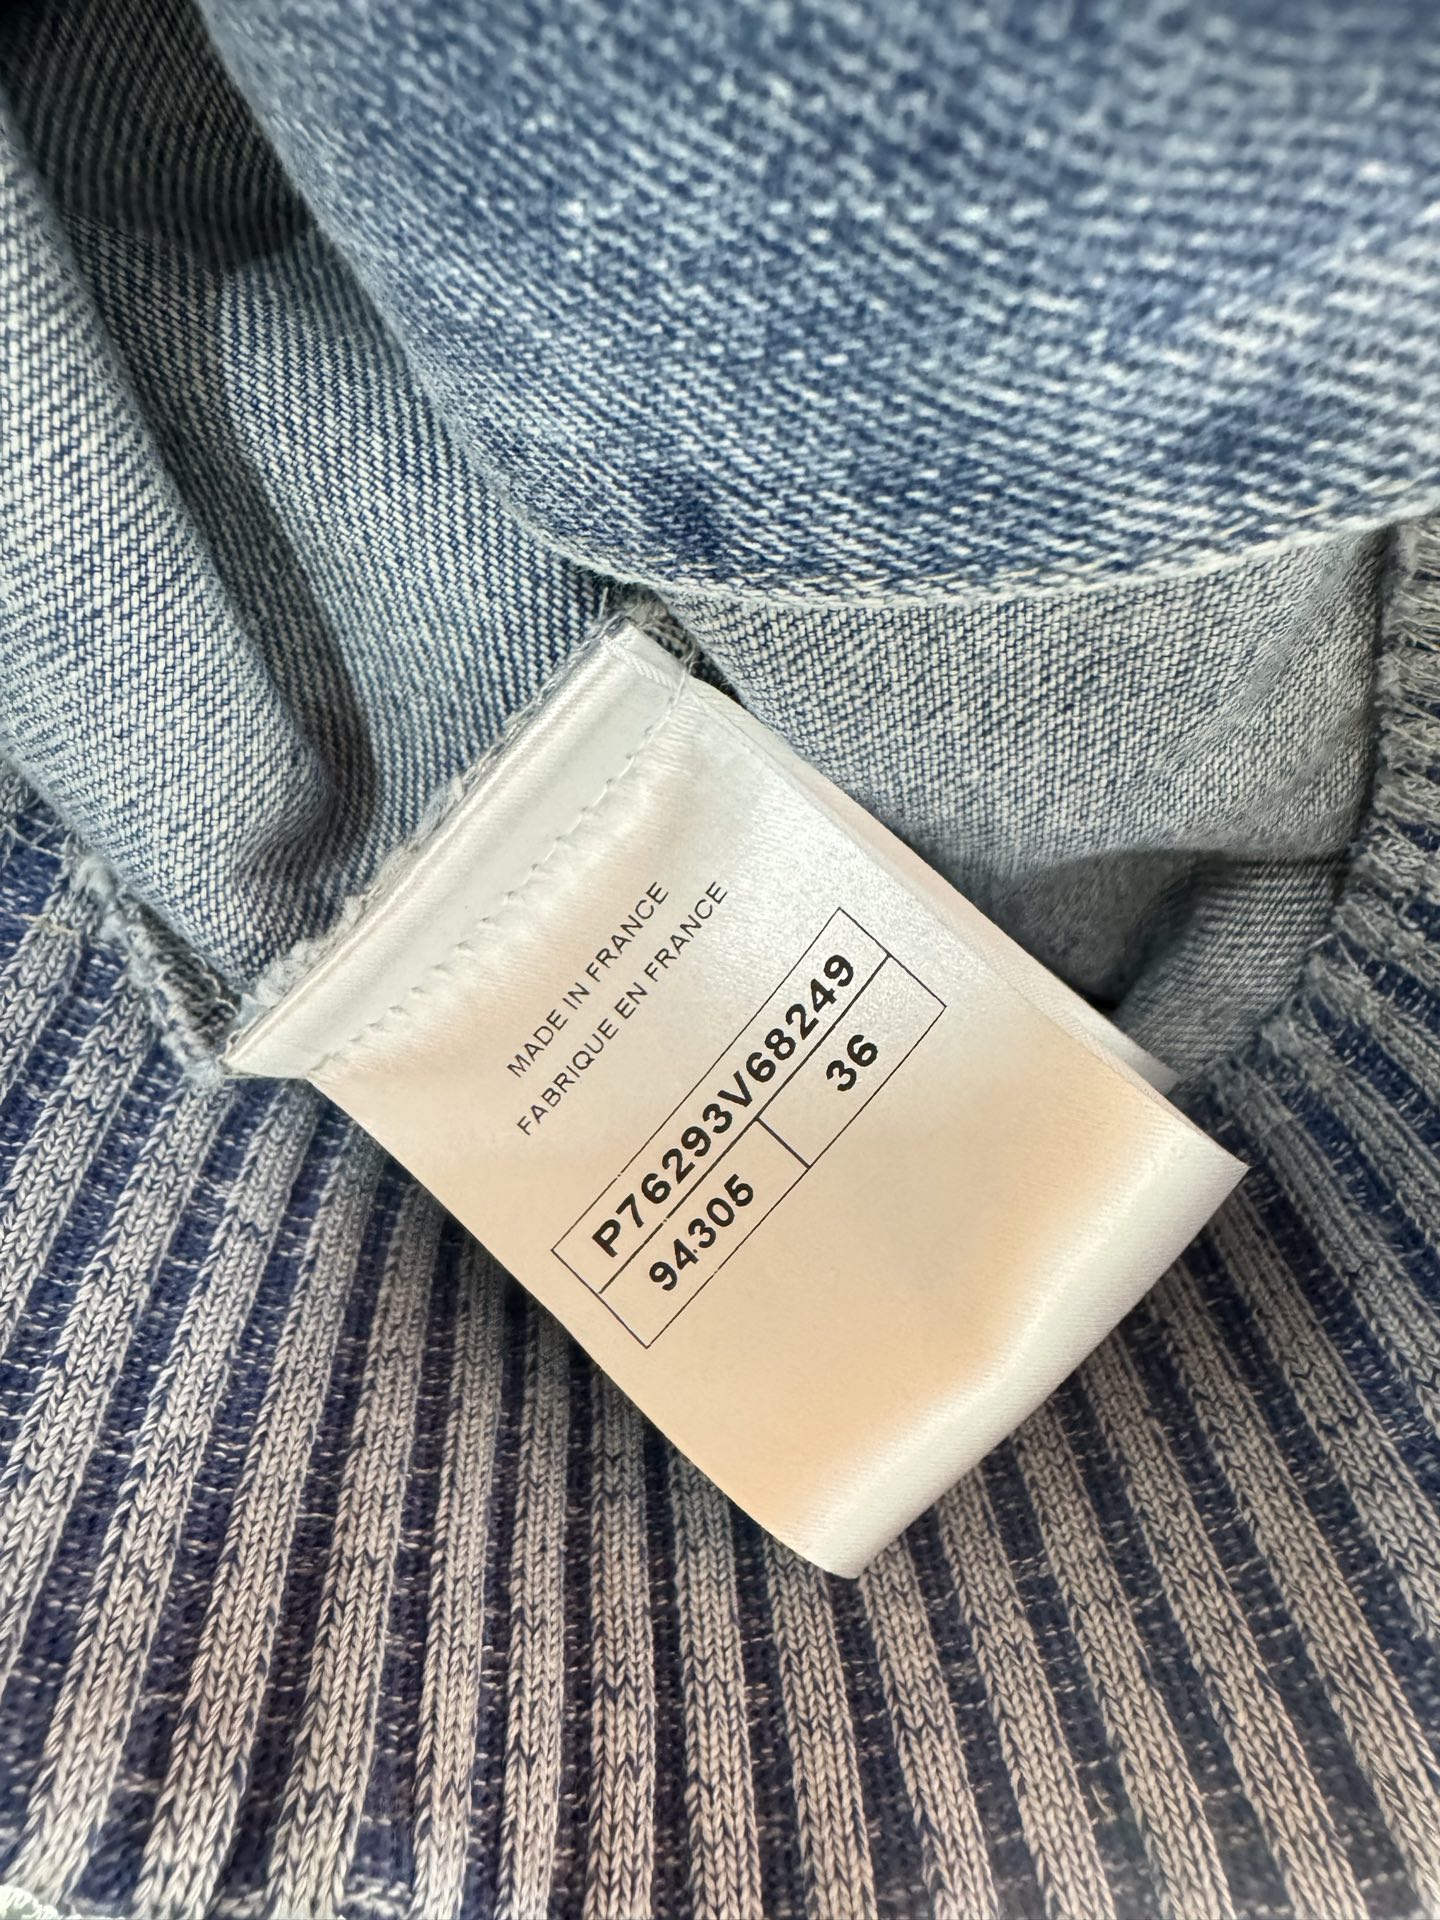 MADE IN FRANCE
FABRIQUE EN FRANCE
P76293V68249
94305
36